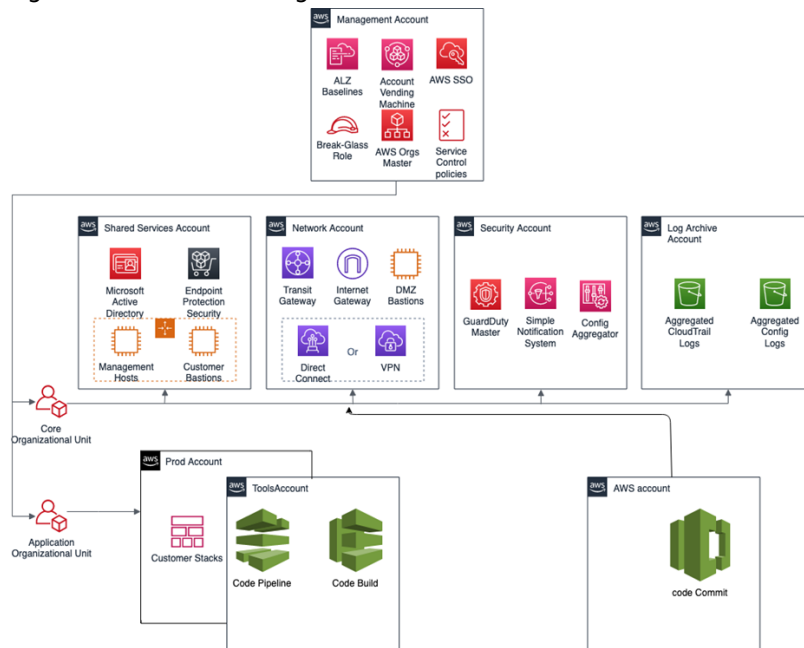 aws
Management Account
ALZ
Baselines
Account
Vending
Machine
AWS SSO
Break-Glass
Role
AWS Orgs
Master
Service
Control
policies
aws
Shared Services Account
Microsoft
Active
Directory
Endpoint
Protection
Security
Management
Hosts
Customer
Bastions
aws
Network Account
Transit
Gateway
Internet
Gateway
DMZ
Bastions
Direct
Connect
Or
VPN
aws
Security Account
GuardDuty
Master
Simple
Notification
System
Config
Aggregator
aws
Log Archive
Account
Aggregated
CloudTrail
Logs
Aggregated
Config
Logs
Core
Organizational Unit
Application
Organizational Unit
aws
Prod Account
Customer Stacks
aws
ToolsAccount
Code Pipeline
Code Build
aws
AWS account
code Commit